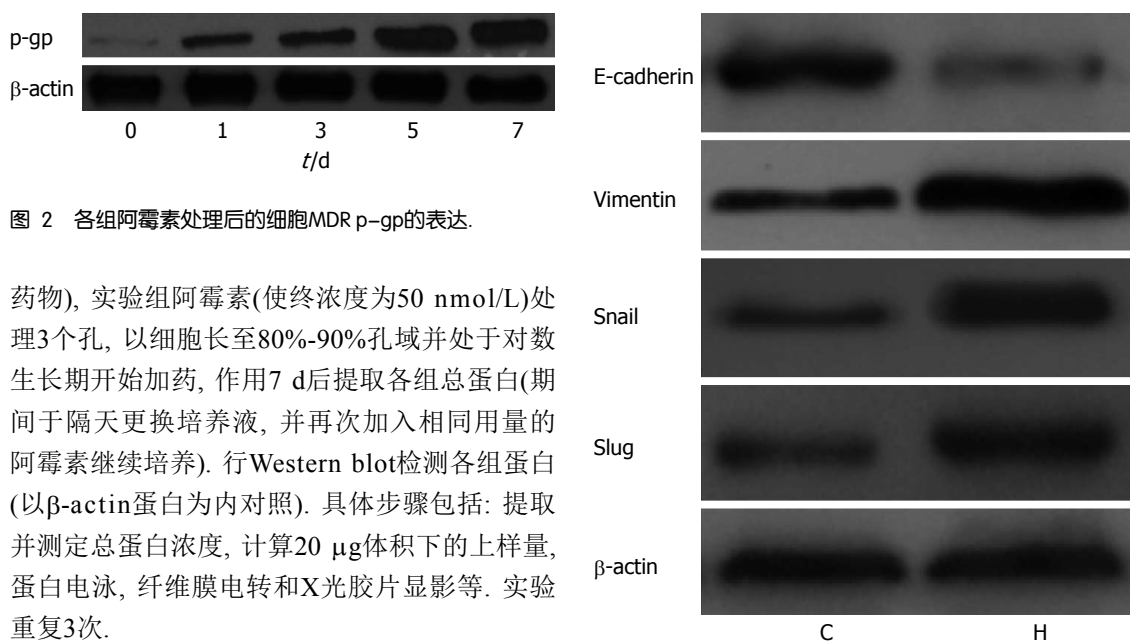 p-gp
β-actin
0 1 3 5 7
t/d
图 2 各组阿霉素处理后的细胞MDR p-gp的表达.
药物), 实验组阿霉素(使终浓度为50 nmol/L)处
理3个孔, 以细胞长至80%-90%孔域并处于对数
生长期开始加药, 作用7 d后提取各组总蛋白(期
间于隔天更换培养液, 并再次加入相同用量的
阿霉素继续培养). 行Western blot检测各组蛋白
(以β-actin蛋白为内对照). 具体步骤包括: 提取
并测定总蛋白浓度, 计算20 μg体积下的上样量,
蛋白电泳, 纤维膜电转和X光胶片显影等. 实验
重复3次.
E-cadherin
Vimentin
Snail
Slug
β-actin
C H